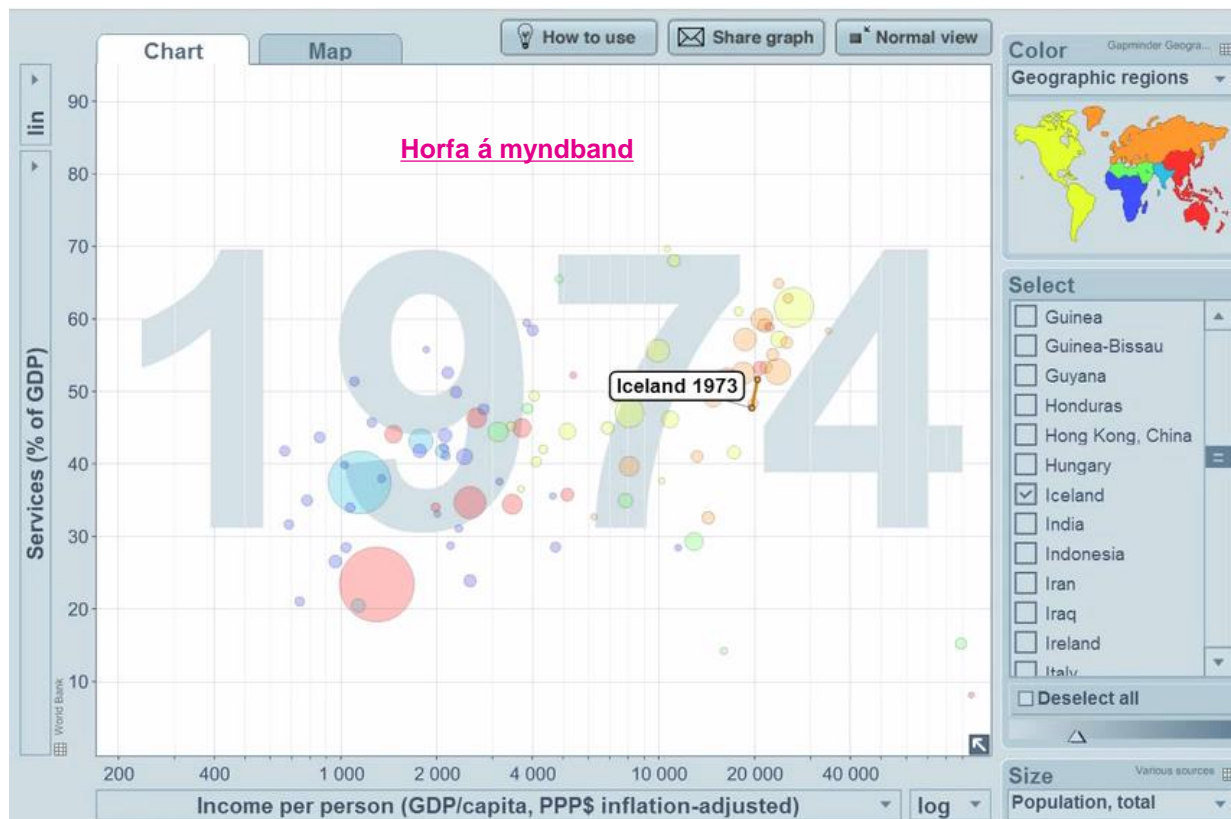 Chart
Map
How to use
Share graph
Normal view
lin
Services (% of GDP)
World Bank
90
80
70
60
50
40
30
20
10
1974
Horfa á myndband
Iceland 1973
200
400
1 000
2 000
4 000
10 000
20 000
40 000
Income per person (GDP/capita, PPP$ inflation-adjusted)
log
Color
Gapminder Geogra...
Geographic regions
Select
Guinea
Guinea-Bissau
Guyana
Honduras
Hong Kong, China
Hungary
Iceland
India
Indonesia
Iran
Iraq
Ireland
Italy
Deselect all
Size
Various sources
Population, total